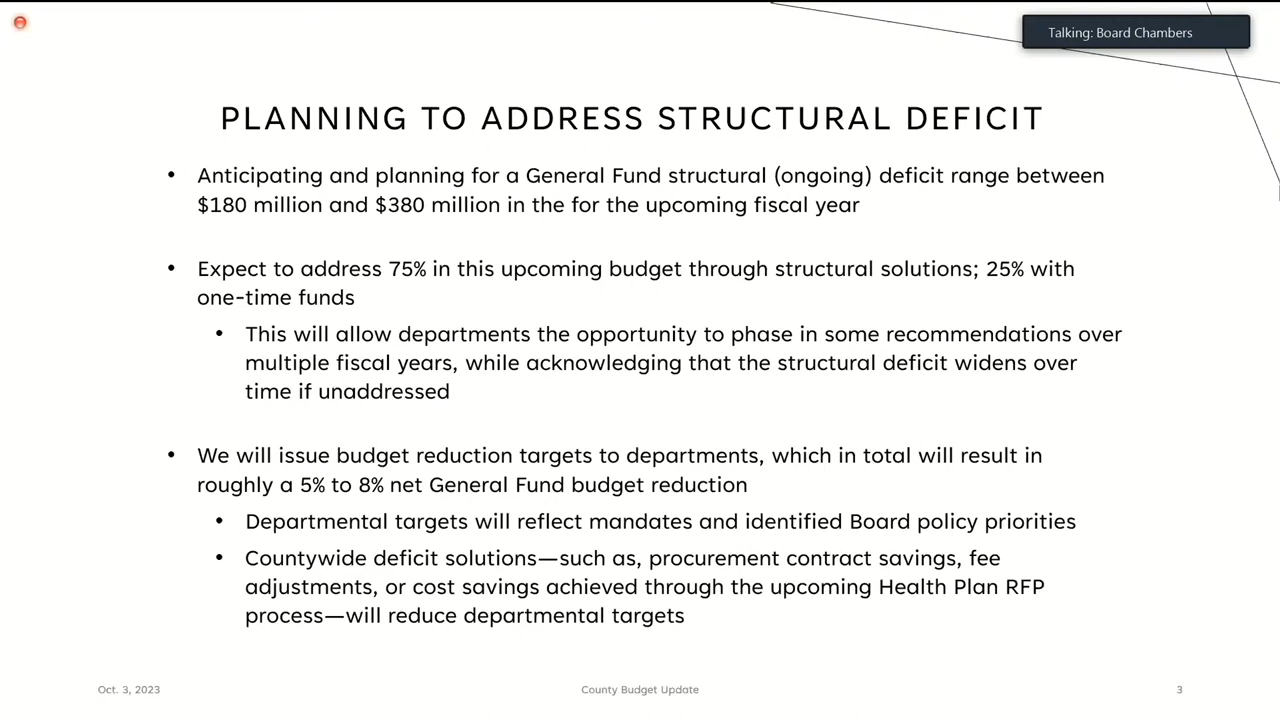 Talking: Board Chambers
PLANNING TO ADDRESS STRUCTURAL DEFICIT
• Anticipating and planning for a General Fund structural (ongoing) deficit range between
$180 million and $380 million in the for the upcoming fiscal year
• Expect to address 75% in this upcoming budget through structural solutions; 25% with
one-time funds
• This will allow departments the opportunity to phase in some recommendations over
multiple fiscal years, while acknowledging that the structural deficit widens over
time if unaddressed
• We will issue budget reduction targets to departments, which in total will result in
roughly a 5% to 8% net General Fund budget reduction
• Departmental targets will reflect mandates and identified Board policy priorities
• Countywide deficit solutions—such as, procurement contract savings, fee
adjustments, or cost savings achieved through the upcoming Health Plan RFP
process—will reduce departmental targets
Oct. 3, 2023
County Budget Update
3